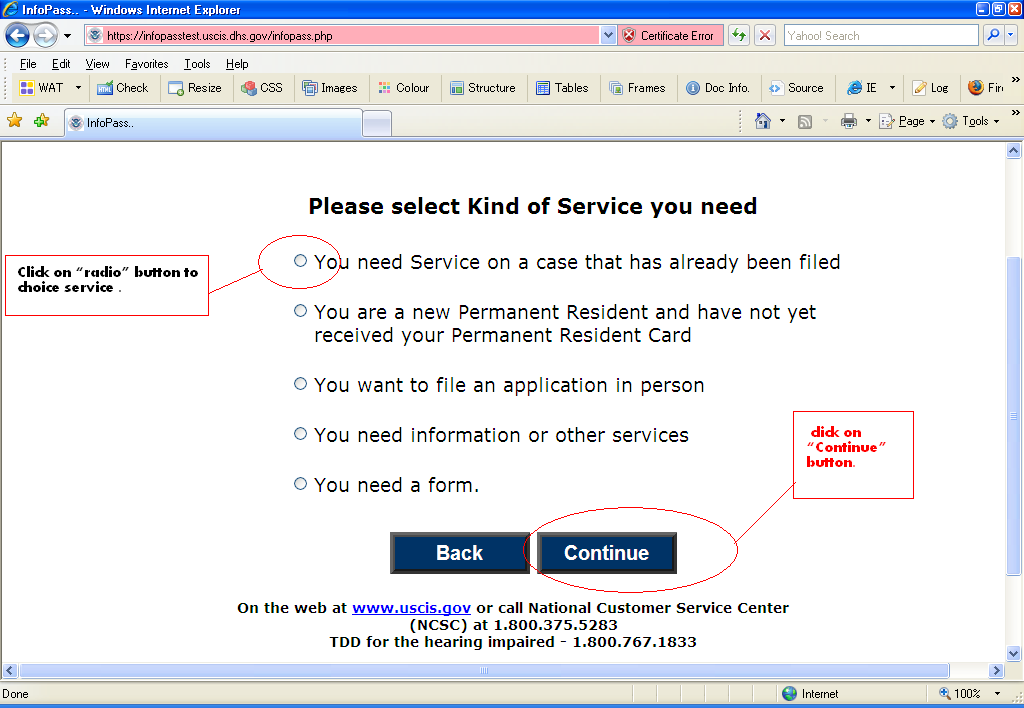 InfoPass.. - Windows Internet Explorer
https://infopasstest.uscis.dhs.gov/infopass.php
Certificate Error
Yahoo! Search
File Edit View Favorites Tools Help
WAT Check Resize CSS Images Colour Structure Tables Frames Doc Info. Source IE Log Fir
InfoPass..
Page Tools
Please select Kind of Service you need
Click on “radio” button to
choice service .
You need Service on a case that has already been filed
You are a new Permanent Resident and have not yet
received your Permanent Resident Card
You want to file an application in person
You need information or other services
You need a form.
click on
“Continue”
button.
Back Continue
On the web at www.uscis.gov or call National Customer Service Center
(NCSC) at 1.800.375.5283
TDD for the hearing impaired - 1.800.767.1833
Done Internet 100%